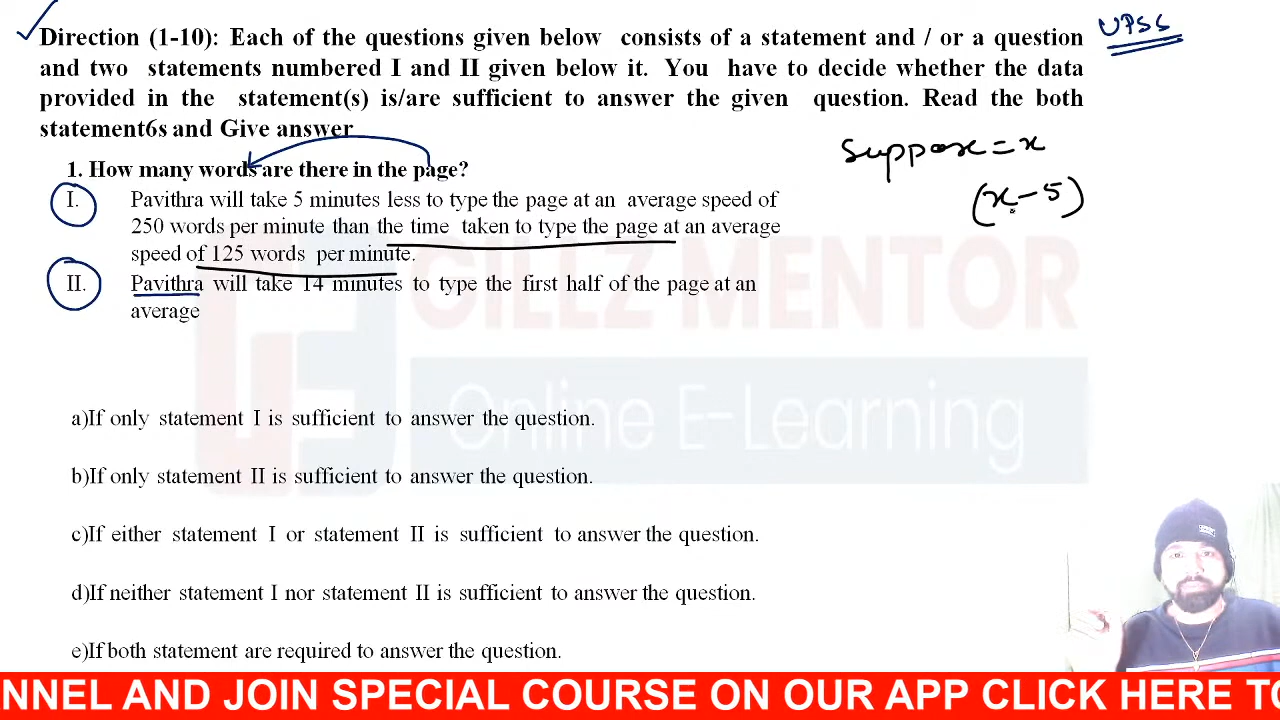 UPSS
Direction (1-10): Each of the questions given below consists of a statement and / or a question
and two statements numbered I and II given below it. You have to decide whether the data
provided in the statement(s) is/are sufficient to answer the given question. Read the both
statement6s and Give answer
Suppose = x
1. How many words are there in the page?
(x-5)
I. Pavithra will take 5 minutes less to type the page at an average speed of
250 words per minute than the time taken to type the page at an average
speed of 125 words per minute.
II. Pavithra will take 14 minutes to type the first half of the page at an
average
GILLZ MENTOR
Online E-Learning
a)If only statement I is sufficient to answer the question.
b)If only statement II is sufficient to answer the question.
c)If either statement I or statement II is sufficient to answer the question.
d)If neither statement I nor statement II is sufficient to answer the question.
e)If both statement are required to answer the question.
NNEL AND JOIN SPECIAL COURSE ON OUR APP CLICK HERE TO